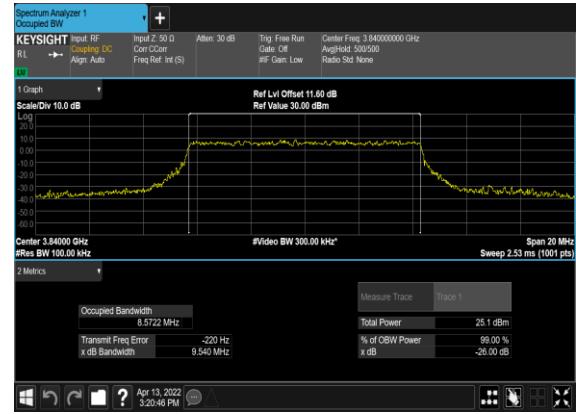 Spectrum Analyzer 1
Occupied BW
+
KEYSIGHT Input: RF Input Z: 50 Ω Atten: 30 dB Trig: Free Run Center Freq: 3.840000000 GHz
RL Coupling: DC Corr CCorr Gate: Off Avg|Hold: 500/500
Align: Auto Freq Ref: Int (S) #IF Gain: Low Radio Std: None
1 Graph
Ref Lvl Offset 11.60 dB
Scale/Div 10.0 dB Ref Value 30.00 dBm
Log
20.0
10.0
0.00
-10.0
-20.0
-30.0
-40.0
-50.0
-60.0
Center 3.84000 GHz #Video BW 300.00 kHz* Span 20 MHz
#Res BW 100.00 kHz Sweep 2.53 ms (1001 pts)
2 Metrics
Measure Trace Trace 1
Occupied Bandwidth
8.5722 MHz Total Power 25.1 dBm
Transmit Freq Error -220 Hz % of OBW Power 99.00 %
x dB Bandwidth 9.540 MHz x dB -26.00 dB
? Apr 13, 2022
3:20:46 PM